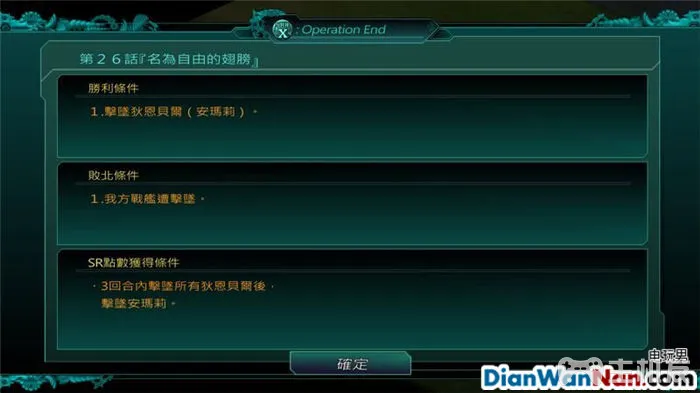 : Operation End
第２６話『名為自由的翅膀』
勝利條件
１.擊墜狄恩貝爾（安瑪莉）。
敗北條件
１.我方戰艦遭擊墜。
SR點數獲得條件
．3回合內擊墜所有狄恩貝爾後，
擊墜安瑪莉。
確定
电玩男
DianWanNan.com